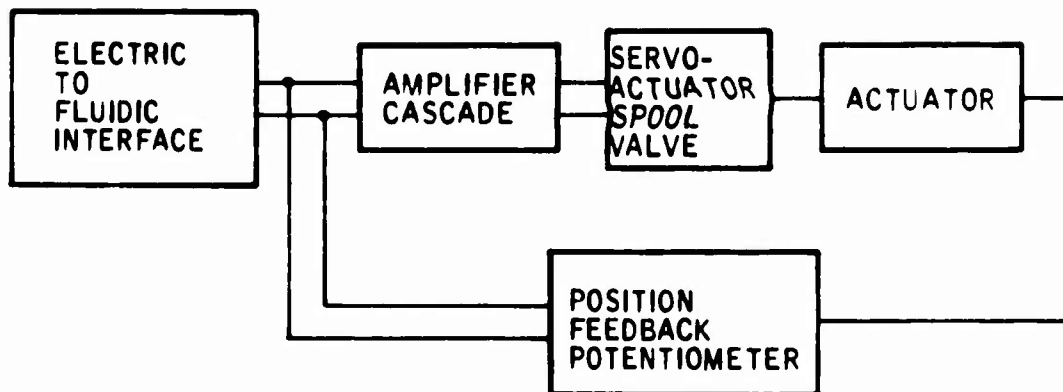 ELECTRIC
TO
FLUIDIC
INTERFACE
AMPLIFIER
CASCADE
SERVO-
ACTUATOR
SPOOL
VALVE
ACTUATOR
POSITION
FEEDBACK
POTENTIOMETER